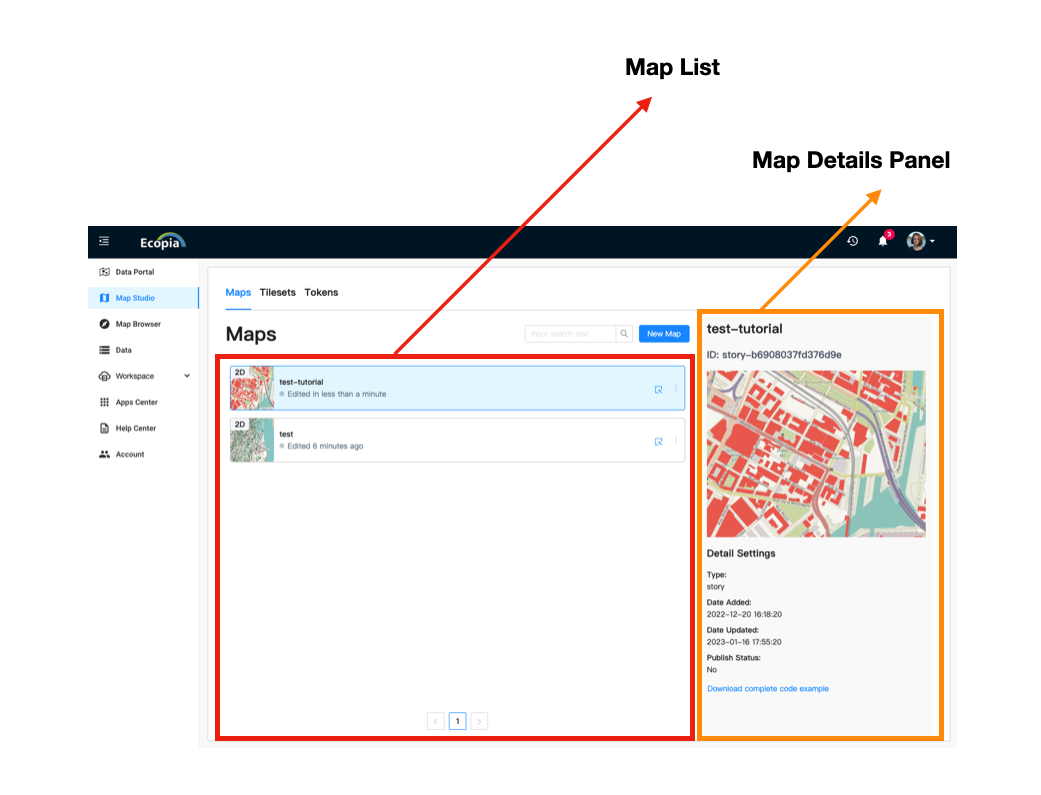 Map List
Map Details Panel
Ecopia
3
Data Portal
Map Studio
Map Browser
Data
Workspace
Apps Center
Help Center
Account
Maps Tilesets Tokens
Maps
Input search text
New Map
2D
test-tutorial
Edited in less than a minute
2D
test
Edited 6 minutes ago
< 1 >
test-tutorial
ID: story-b6908037fd376d9e
Detail Settings
Type:
story
Date Added:
2022-12-20 16:18:20
Date Updated:
2023-01-16 17:55:20
Publish Status:
No
Download complete code example